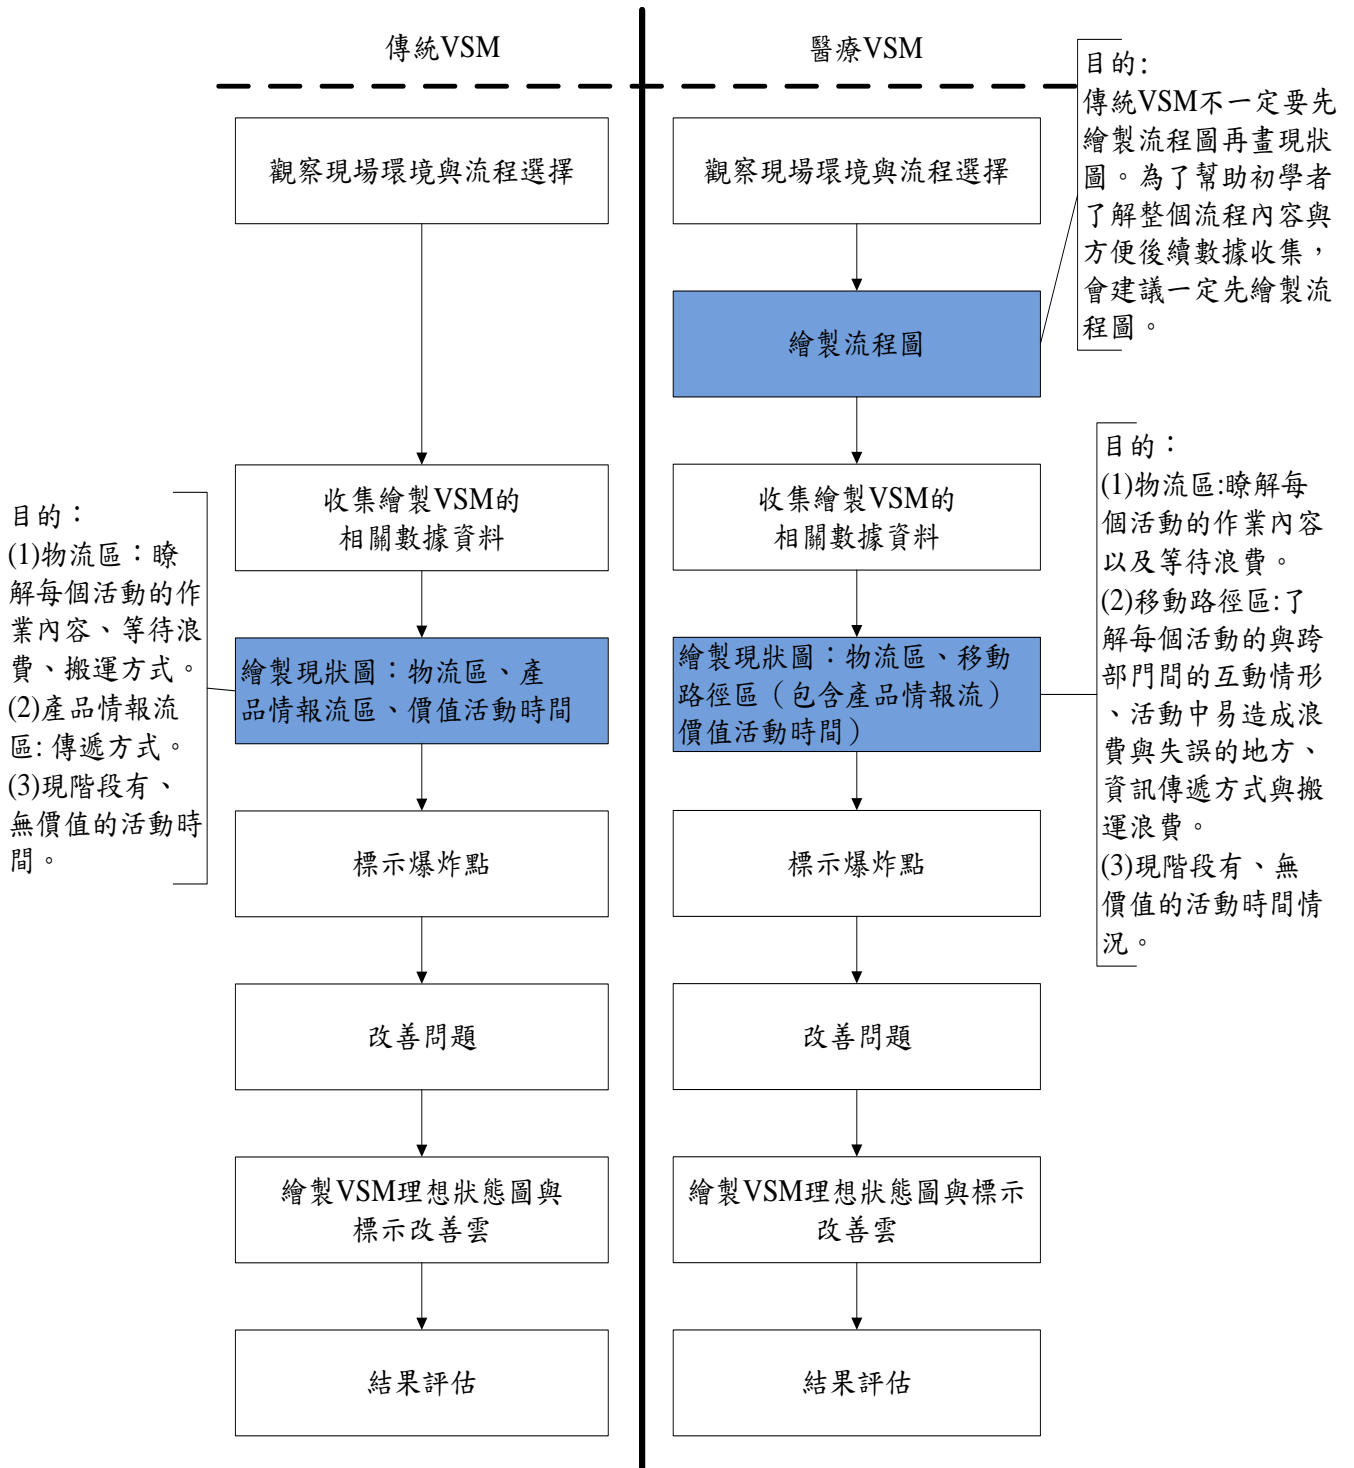 傳統VSM
醫療VSM
觀察現場環境與流程選擇
收集繪製VSM的
相關數據資料
繪製現狀圖：物流區、產
品情報流區、價值活動時間
標示爆炸點
改善問題
繪製VSM理想狀態圖與
標示改善雲
結果評估
目的：
(1)物流區：瞭
解每個活動的作
業內容、等待浪
費、搬運方式。
(2)產品情報流
區: 傳遞方式。
(3)現階段有、
無價值的活動時
間。
觀察現場環境與流程選擇
繪製流程圖
收集繪製VSM的
相關數據資料
繪製現狀圖：物流區、移動
路徑區（包含產品情報流）
價值活動時間）
標示爆炸點
改善問題
繪製VSM理想狀態圖與標示
改善雲
結果評估
目的:
傳統VSM不一定要先
繪製流程圖再畫現狀
圖。為了幫助初學者
了解整個流程內容與
方便後續數據收集，
會建議一定先繪製流
程圖。
目的：
(1)物流區:瞭解每
個活動的作業內容
以及等待浪費。
(2)移動路徑區:了
解每個活動的與跨
部門間的互動情形
、活動中易造成浪
費與失誤的地方、
資訊傳遞方式與搬
運浪費。
(3)現階段有、無
價值的活動時間情
況。